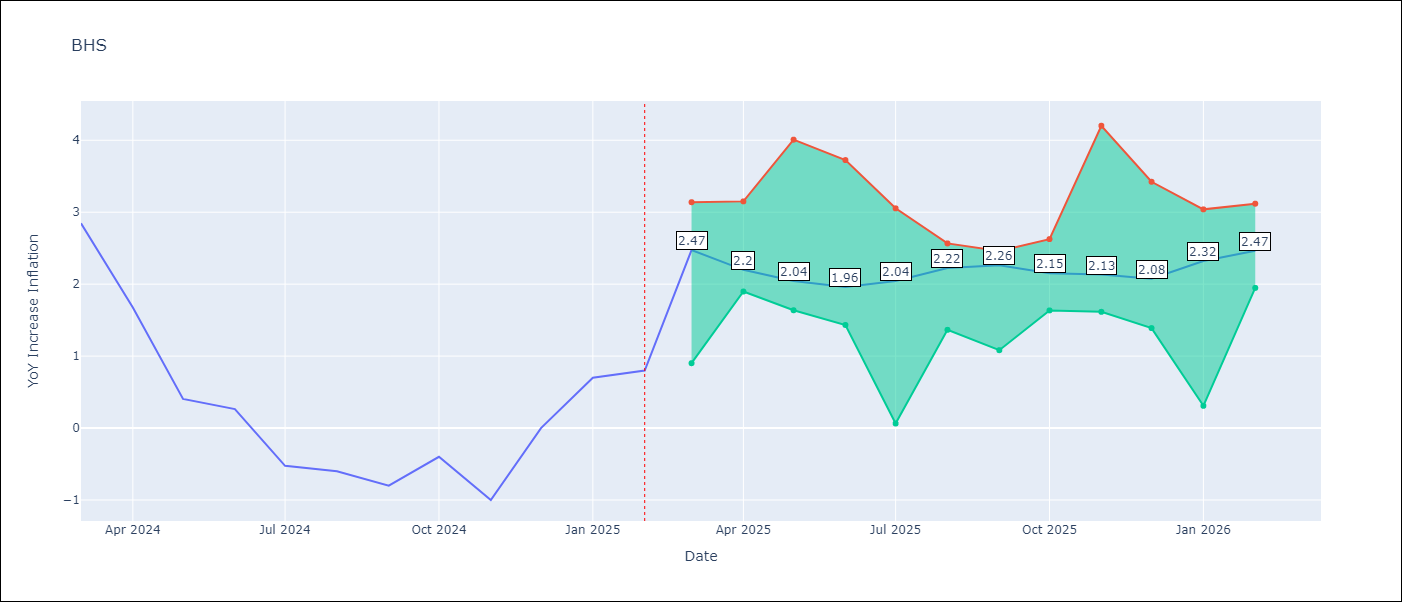 BHS
YoY Increase Inflation
4
3
2
1
0
−1
2.47
2.2
2.04
1.96
2.04
2.22
2.26
2.15
2.13
2.08
2.32
2.47
Apr 2024
Jul 2024
Oct 2024
Jan 2025
Apr 2025
Jul 2025
Oct 2025
Jan 2026
Date